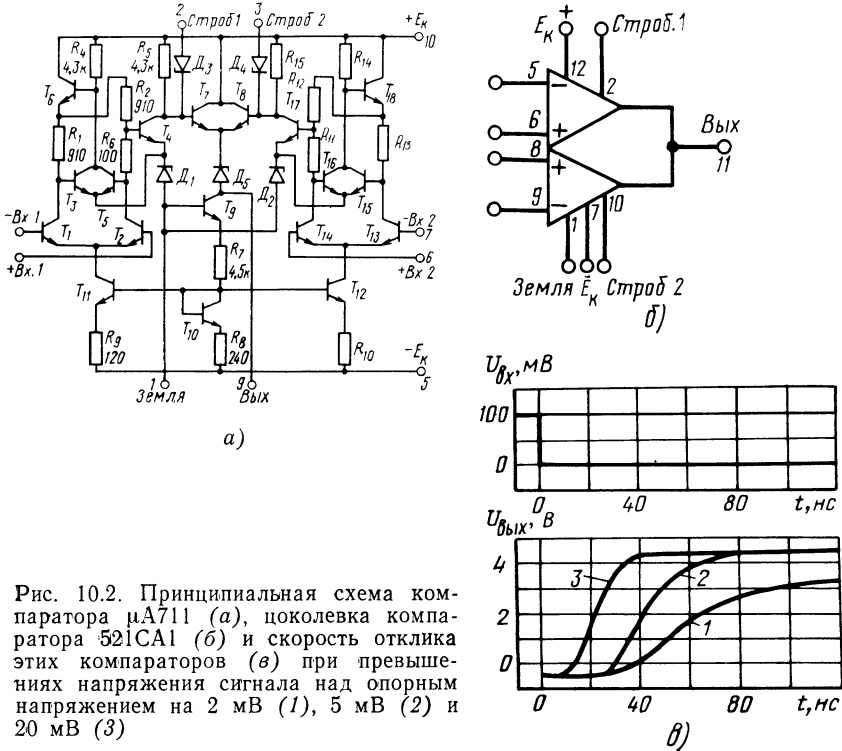 2 Строб 1
3 Строб 2
+Eк
10
R4
4,3к
R5
4,3к
Д3
Д4
R15
R14
T6
R2
910
T4
T7
T8
T17
R12
T18
R1
910
R6
100
R11
R13
T3
T5
Д1
Д5
Д2
T16
T15
T9
-Вх 1
T1
T2
T14
T13
-Вх 2
7
+Вх.1
R7
4,5к
6
+Вх 2
T11
T12
T10
R9
120
R8
240
R10
-Eк
5
1
Земля
9
Вых
а)
+
Eк
Строб.1
12
2
5
−
6
+
8
+
9
−
Вых
11
1
7
10
Земля Ēк Строб 2
б)
Uвх, мВ
100
0
0 40 80 t, нс
Uвых, В
4
2
0
3
2
1
0 40 80 t, нс
в)
Рис. 10.2. Принципиальная схема ком-
паратора μА711 (а), цоколевка компа-
ратора 521СА1 (б) и скорость отклика
этих компараторов (в) при превыше-
ниях напряжения сигнала над опорным
напряжением на 2 мВ (1), 5 мВ (2) и
20 мВ (3)